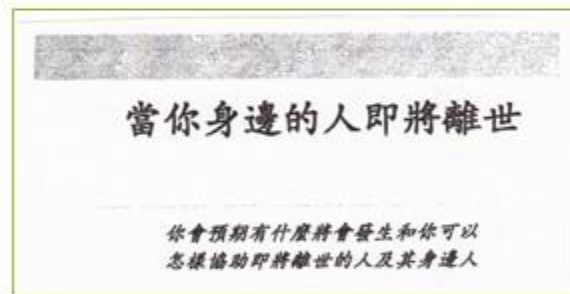 當你身邊的人即將離世
你會預期有什麼將會發生和你可以
怎樣協助即將離世的人及其身邊人